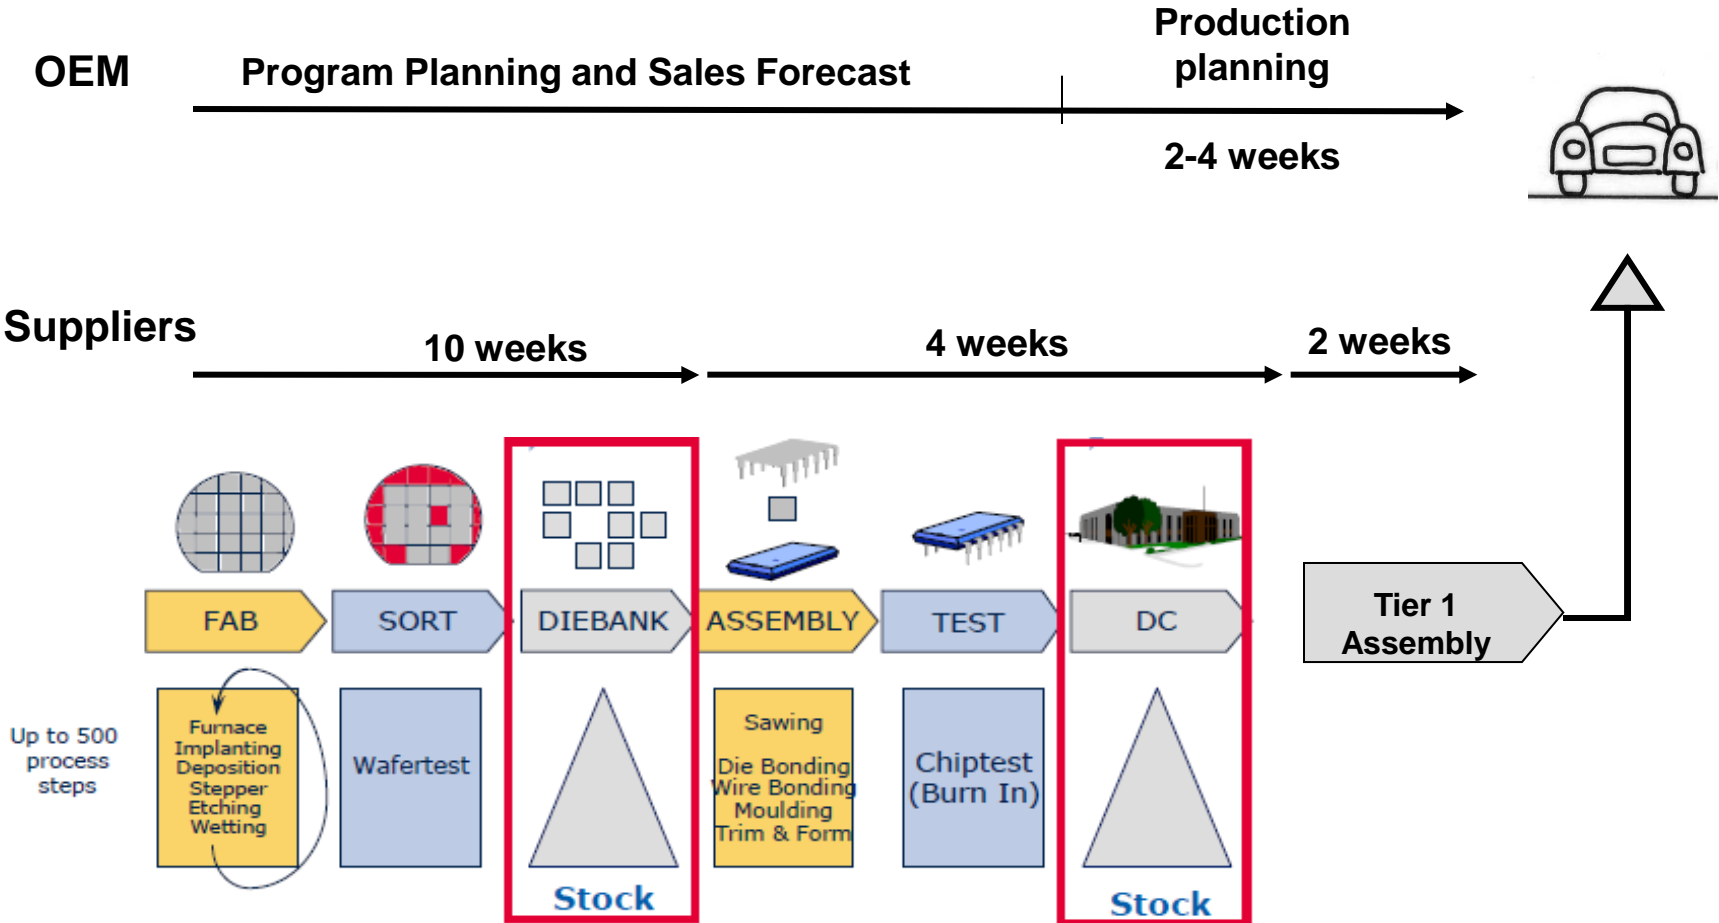 Production
planning
OEM
Program Planning and Sales Forecast
2-4 weeks
Suppliers
10 weeks
4 weeks
2 weeks
FAB
SORT
DIEBANK
ASSEMBLY
TEST
DC
Tier 1
Assembly
Up to 500
process
steps
Furnace
Implanting
Deposition
Stepper
Etching
Wetting
Wafertest
Stock
Sawing
Die Bonding
Wire Bonding
Moulding
Trim & Form
Chiptest
(Burn In)
Stock